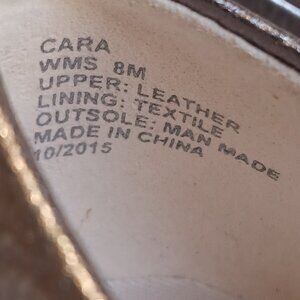 CARA
WMS 8M
UPPER: LEATHER
LINING: TEXTILE
OUTSOLE: MAN MADE
MADE IN CHINA
10/2015